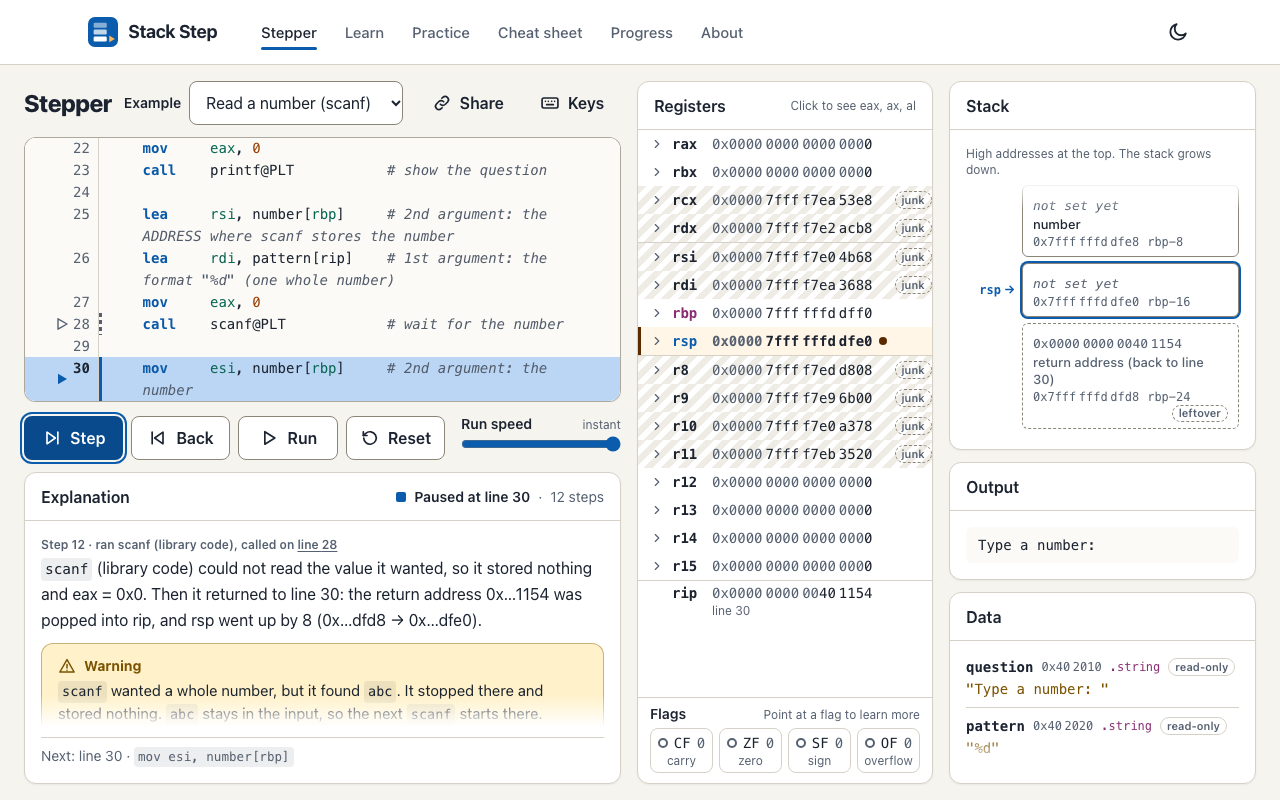 Stack Step
Stepper Learn Practice Cheat sheet Progress About
Stepper
Example
Read a number (scanf)
Share
Keys
22 mov eax, 0
23 call printf@PLT # show the question
24
25 lea rsi, number[rbp] # 2nd argument: the
ADDRESS where scanf stores the number
26 lea rdi, pattern[rip] # 1st argument: the
format "%d" (one whole number)
27 mov eax, 0
28 call scanf@PLT # wait for the number
29
30 mov esi, number[rbp] # 2nd argument: the
number
Step
Back
Run
Reset
Run speed instant
Explanation
Paused at line 30 · 12 steps
Step 12 · ran scanf (library code), called on line 28
scanf (library code) could not read the value it wanted, so it stored nothing
and eax = 0x0. Then it returned to line 30: the return address 0x…1154 was
popped into rip, and rsp went up by 8 (0x…dfd8 → 0x…dfe0).
Warning
scanf wanted a whole number, but it found abc. It stopped there and
stored nothing. abc stays in the input, so the next scanf starts there.
Next: line 30 · mov esi, number[rbp]
Registers
Click to see eax, ax, al
rax 0x0000 0000 0000 0000
rbx 0x0000 0000 0000 0000
rcx 0x0000 7fff f7ea 53e8 junk
rdx 0x0000 7fff f7e2 acb8 junk
rsi 0x0000 7fff f7e0 4b68 junk
rdi 0x0000 7fff f7ea 3688 junk
rbp 0x0000 7fff fffd dff0
rsp 0x0000 7fff fffd dfe0
r8 0x0000 7fff f7ed d808 junk
r9 0x0000 7fff f7e9 6b00 junk
r10 0x0000 7fff f7e0 a378 junk
r11 0x0000 7fff f7eb 3520 junk
r12 0x0000 0000 0000 0000
r13 0x0000 0000 0000 0000
r14 0x0000 0000 0000 0000
r15 0x0000 0000 0000 0000
rip 0x0000 0000 0040 1154
line 30
Flags
Point at a flag to learn more
CF 0
carry
ZF 0
zero
SF 0
sign
OF 0
overflow
Stack
High addresses at the top. The stack grows
down.
not set yet
number
0x7fff fffd dfe8 rbp-8
rsp →
not set yet
0x7fff fffd dfe0 rbp-16
0x0000 0000 0040 1154
return address (back to line
30)
0x7fff fffd dfd8 rbp-24
leftover
Output
Type a number:
Data
question 0x40 2010 .string read-only
"Type a number: "
pattern 0x40 2020 .string read-only
"%d"